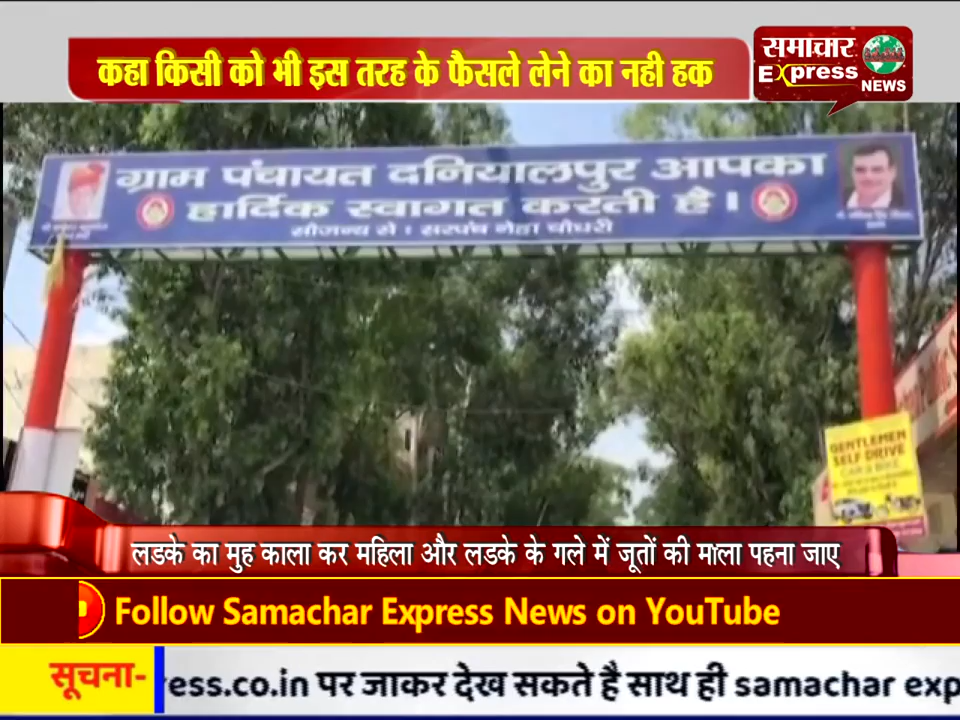 कहा किसी को भी इस तरह के फैसले लेने का नही हक
समाचार
Express
NEWS
ग्राम पंचायत दनियालपुर आपका
हार्दिक स्वागत करती है।
सौजन्य से : सरपंच नेहा चौधरी
GENTLEMEN
SELF DRIVE
CAR & BIKE
लडके का मुह काला कर महिला और लडके के गले में जूतों की माला पहना जाए
Follow Samachar Express News on YouTube
सूचना-
ess.co.in पर जाकर देख सकते है साथ ही samachar exp